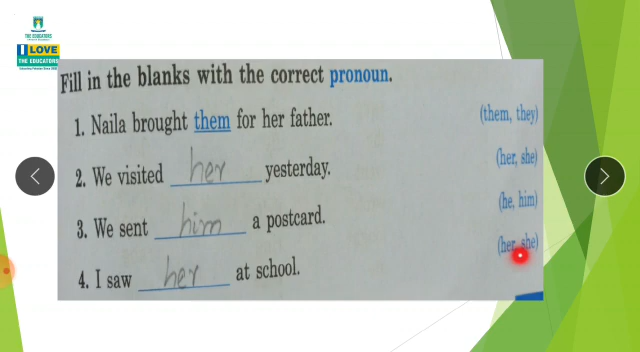 THE EDUCATORS
I LOVE
THE EDUCATORS
Fill in the blanks with the correct pronoun.
1. Naila brought them for her father. (them, they)
2. We visited her yesterday. (her, she)
3. We sent him a postcard. (he, him)
4. I saw her at school. (her, she)